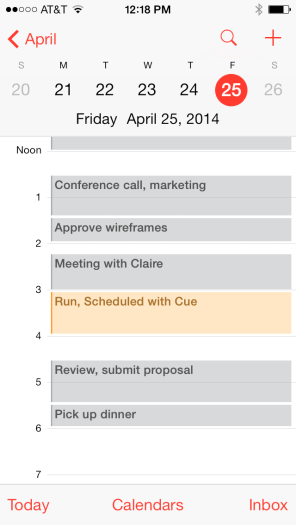 AT&T 12:18 PM
April
S M T W T F S
20 21 22 23 24 25 26
Friday April 25, 2014
Noon
1 Conference call, marketing
Approve wireframes
2
Meeting with Claire
3
Run, Scheduled with Cue
4
Review, submit proposal
5
Pick up dinner
6
7
Today Calendars Inbox